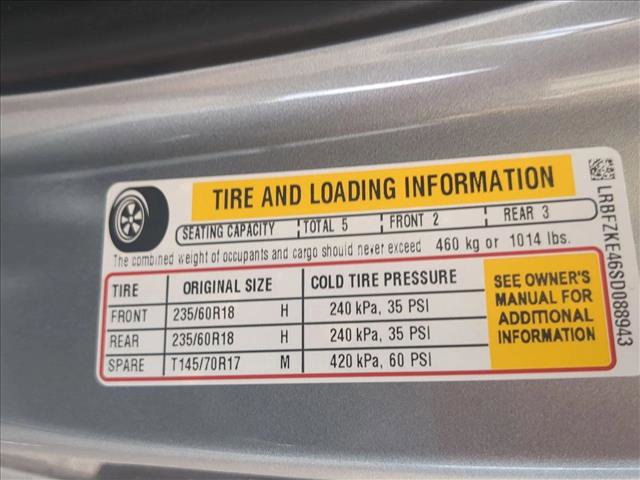 TIRE AND LOADING INFORMATION
SEATING CAPACITY TOTAL 5 FRONT 2 REAR 3
The combined weight of occupants and cargo should never exceed 460 kg or 1014 lbs.
TIRE ORIGINAL SIZE COLD TIRE PRESSURE
FRONT 235/60R18 H 240 kPa, 35 PSI
REAR 235/60R18 H 240 kPa, 35 PSI
SPARE T145/70R17 M 420 kPa, 60 PSI
SEE OWNER'S
MANUAL FOR
ADDITIONAL
INFORMATION
LRBFZKE46SD088943